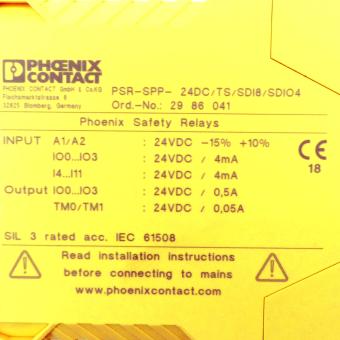 PHOENIX
CONTACT
PHOENIX CONTACT GmbH & Co.KG
Flachsmarktstrasse 8
32825 Blomberg, Germany
PSR-SPP- 24DC/TS/SDI8/SDIO4
Ord.-No.: 29 86 041
Phoenix Safety Relays
INPUT A1/A2 : 24VDC -15% +10%
IO0...IO3 : 24VDC / 4mA
I4...I11 : 24VDC / 4mA
Output IO0...IO3 : 24VDC / 0,5A
TM0/TM1 : 24VDC / 0,05A
CE
18
SIL 3 rated acc. IEC 61508
Read installation instructions
before connecting to mains
www.phoenixcontact.com